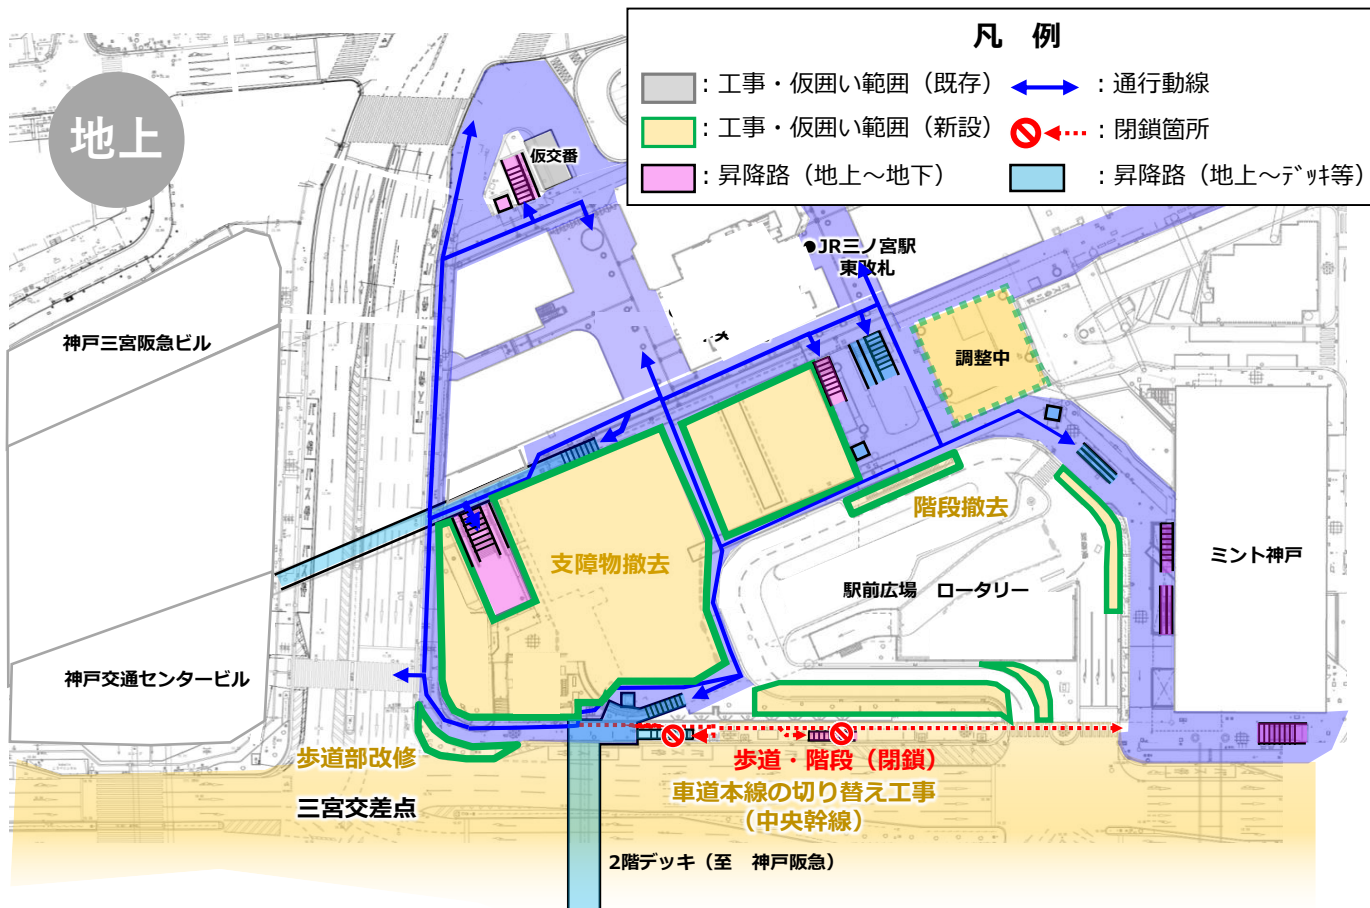 地上
凡 例
：工事・仮囲い範囲（既存）
：通行動線
：工事・仮囲い範囲（新設）
：閉鎖箇所
：昇降路（地上～地下）
：昇降路（地上～ﾃﾞｯｷ等）
仮交番
●JR三ノ宮駅
東改札
神戸三宮阪急ビル
調整中
階段撤去
支障物撤去
ミント神戸
駅前広場 ロータリー
神戸交通センタービル
歩道部改修
歩道・階段（閉鎖）
車道本線の切り替え工事
（中央幹線）
三宮交差点
2階デッキ（至 神戸阪急）